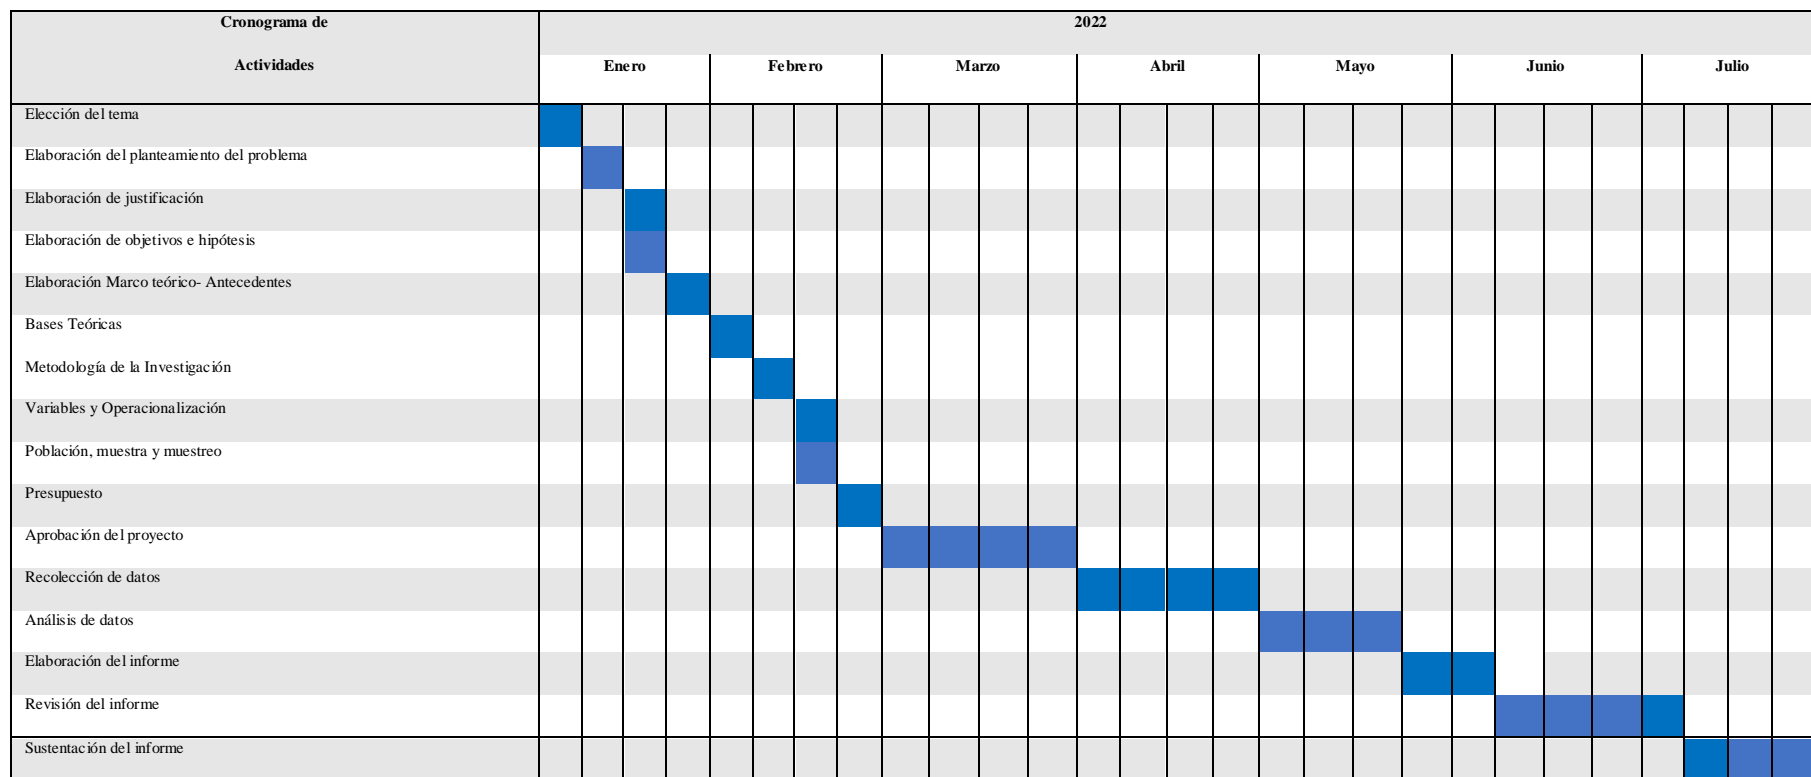 Cronograma de
Actividades
2022
Enero
Febrero
Marzo
Abril
Mayo
Junio
Julio
Elección del tema
Elaboración del planteamiento del problema
Elaboración de justificación
Elaboración de objetivos e hipótesis
Elaboración Marco teórico- Antecedentes
Bases Teóricas
Metodología de la Investigación
Variables y Operacionalización
Población, muestra y muestreo
Presupuesto
Aprobación del proyecto
Recolección de datos
Análisis de datos
Elaboración del informe
Revisión del informe
Sustentación del informe